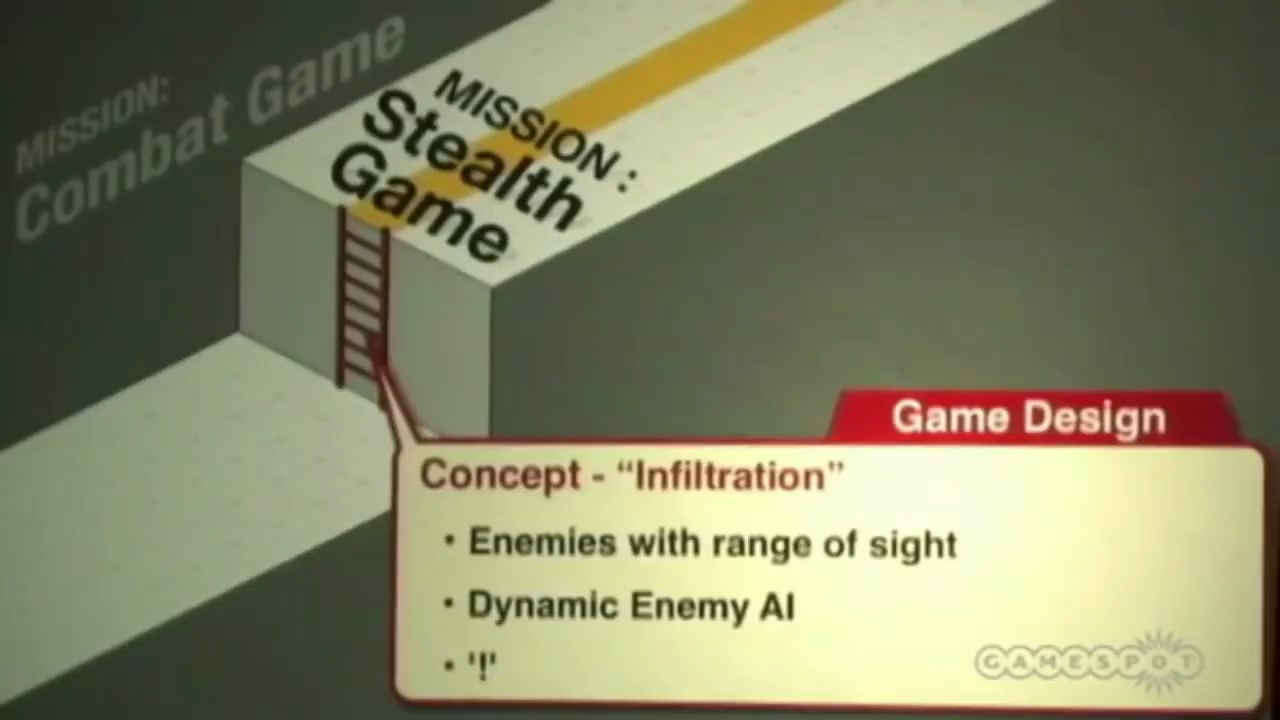 MISSION:
Combat Game
MISSION :
Stealth
Game
Game Design
Concept - “Infiltration”
• Enemies with range of sight
• Dynamic Enemy AI
• '!'
GAMESPOT